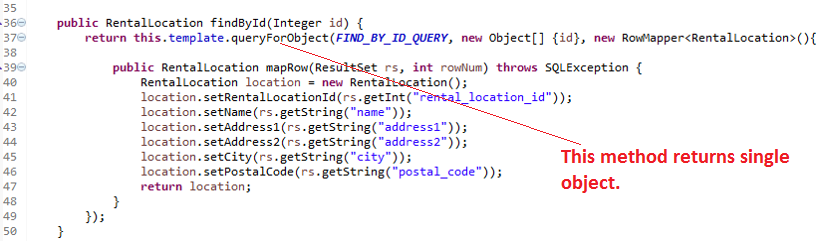 35
36 public RentalLocation findById(Integer id) {
37 return this.template.queryForObject(FIND_BY_ID_QUERY, new Object[] {id}, new RowMapper<RentalLocation>(){
38
39 public RentalLocation mapRow(ResultSet rs, int rowNum) throws SQLException {
40 RentalLocation location = new RentalLocation();
41 location.setRentalLocationId(rs.getInt("rental_location_id"));
42 location.setName(rs.getString("name"));
43 location.setAddress1(rs.getString("address1"));
44 location.setAddress2(rs.getString("address2"));
45 location.setCity(rs.getString("city"));
46 location.setPostalCode(rs.getString("postal_code"));
47 return location;
48 }
49 });
50 }
This method returns single
object.